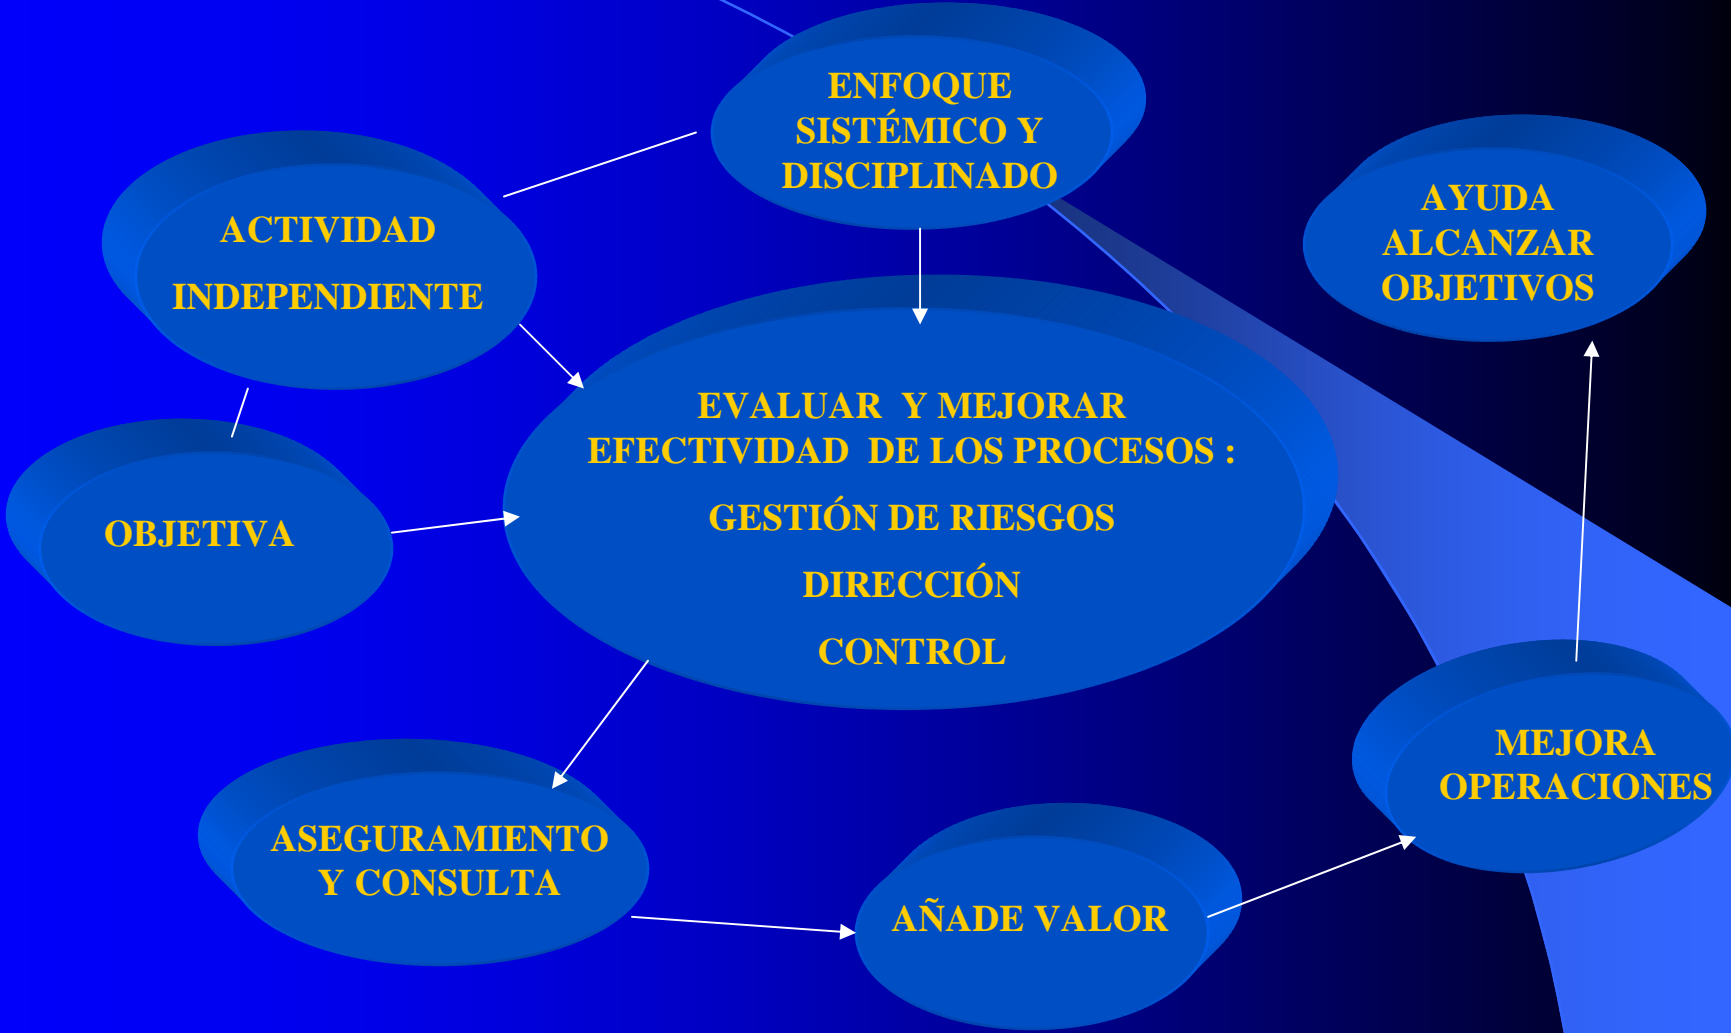 ENFOQUE
SISTÉMICO Y
DISCIPLINADO
ACTIVIDAD
INDEPENDIENTE
AYUDA
ALCANZAR
OBJETIVOS
EVALUAR Y MEJORAR
EFECTIVIDAD DE LOS PROCESOS :
GESTIÓN DE RIESGOS
DIRECCIÓN
CONTROL
OBJETIVA
ASEGURAMIENTO
Y CONSULTA
AÑADE VALOR
MEJORA
OPERACIONES